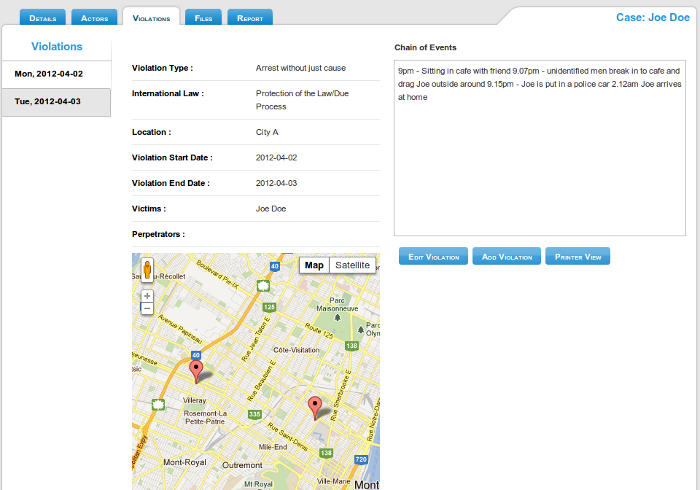 Details
Actors
Violations
Files
Report
Case: Joe Doe
Violations
Mon, 2012-04-02
Tue, 2012-04-03
Violation Type : Arrest without just cause
International Law : Protection of the Law/Due
Process
Location : City A
Violation Start Date : 2012-04-02
Violation End Date : 2012-04-03
Victims : Joe Doe
Perpetrators :
Chain of Events
9pm - Sitting in cafe with friend 9.07pm - unidentified men break in to cafe and
drag Joe outside around 9.15pm - Joe is put in a police car 2.12am Joe arrives
at home
Edit Violation
Add Violation
Printer View
Map
Satellite
Boulevard Pie-IX
40
u-Récollet
125
Parc
Maisonneuve
Avenue Papineau
Rue Jean Talon E
Route 125
Parc
Olyn
138
Côte-Visitation
40
Rue Beaubien E
Rue Sherbrooke E
Villeray
Rosemont-La
Petite-Patrie
335
Rue Saint-Denis
Rue Notre-Da
Mile-End
138
720
Mont-Royal
Outremont
Ville-Marie
Mt Royal
Mont